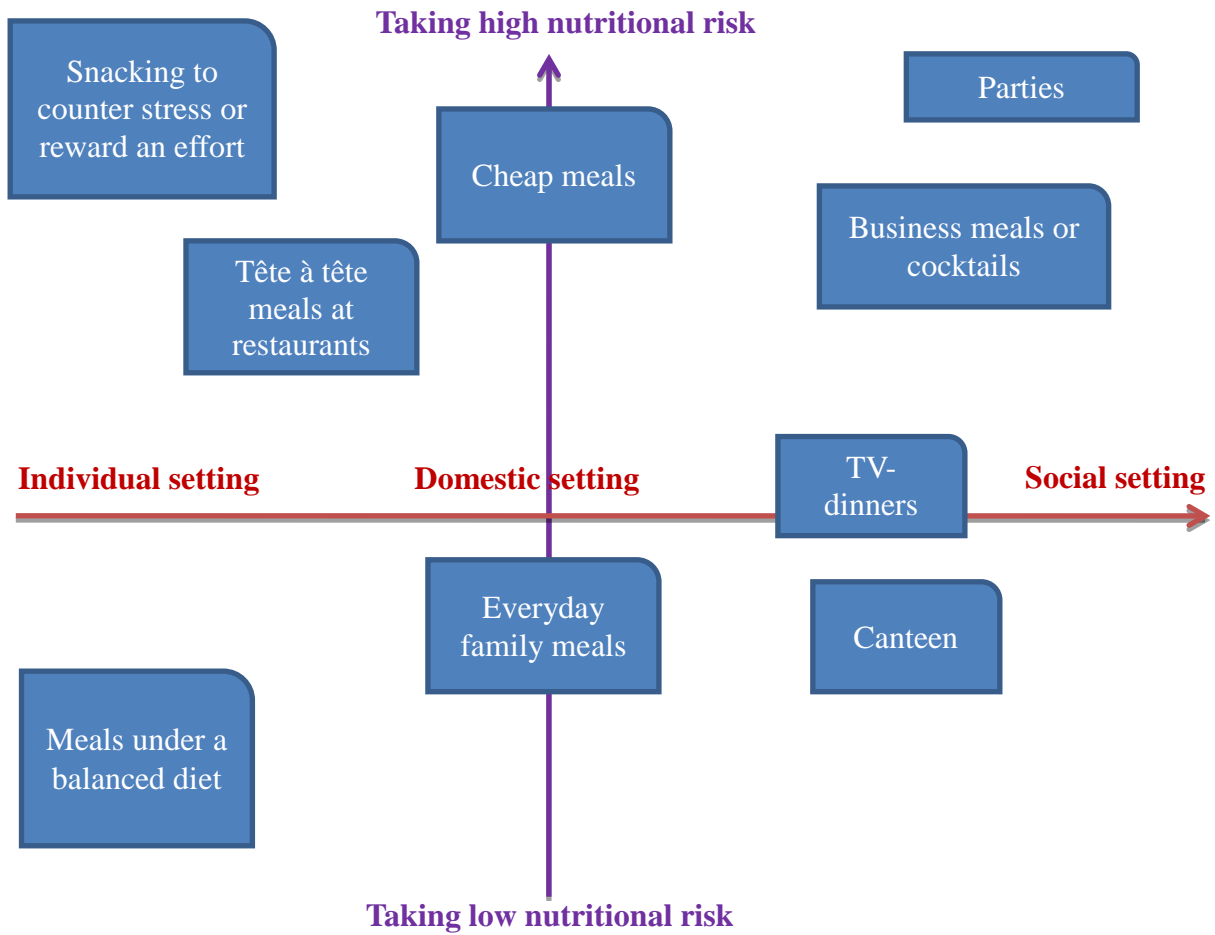 Taking high nutritional risk
Snacking to
counter stress or
reward an effort
Parties
Cheap meals
Business meals or
cocktails
Tête à tête
meals at
restaurants
Individual setting
Domestic setting
TV-
dinners
Social setting
Everyday
family meals
Canteen
Meals under a
balanced diet
Taking low nutritional risk